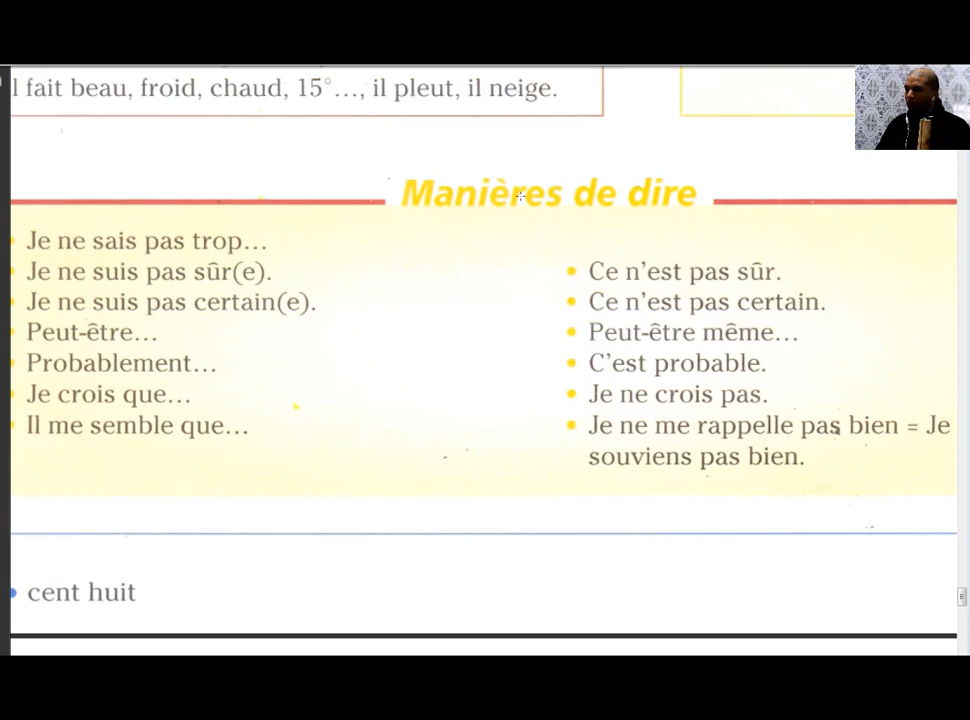 l fait beau, froid, chaud, 15°…, il pleut, il neige.
Manières de dire
• Je ne sais pas trop…
• Je ne suis pas sûr(e).
• Je ne suis pas certain(e).
• Peut-être…
• Probablement…
• Je crois que…
• Il me semble que…
• Ce n'est pas sûr.
• Ce n'est pas certain.
• Peut-être même…
• C'est probable.
• Je ne crois pas.
• Je ne me rappelle pas bien = Je
souviens pas bien.
• cent huit